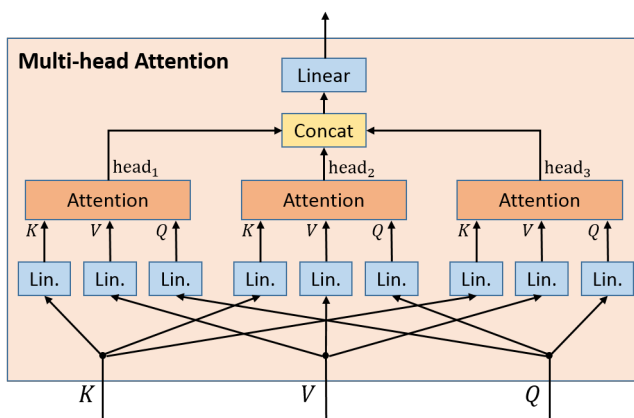 Multi-head Attention
Linear
Concat
head₁ head₂ head₃
Attention Attention Attention
K V Q K V Q K V Q
Lin. Lin. Lin. Lin. Lin. Lin. Lin. Lin. Lin.
K V Q